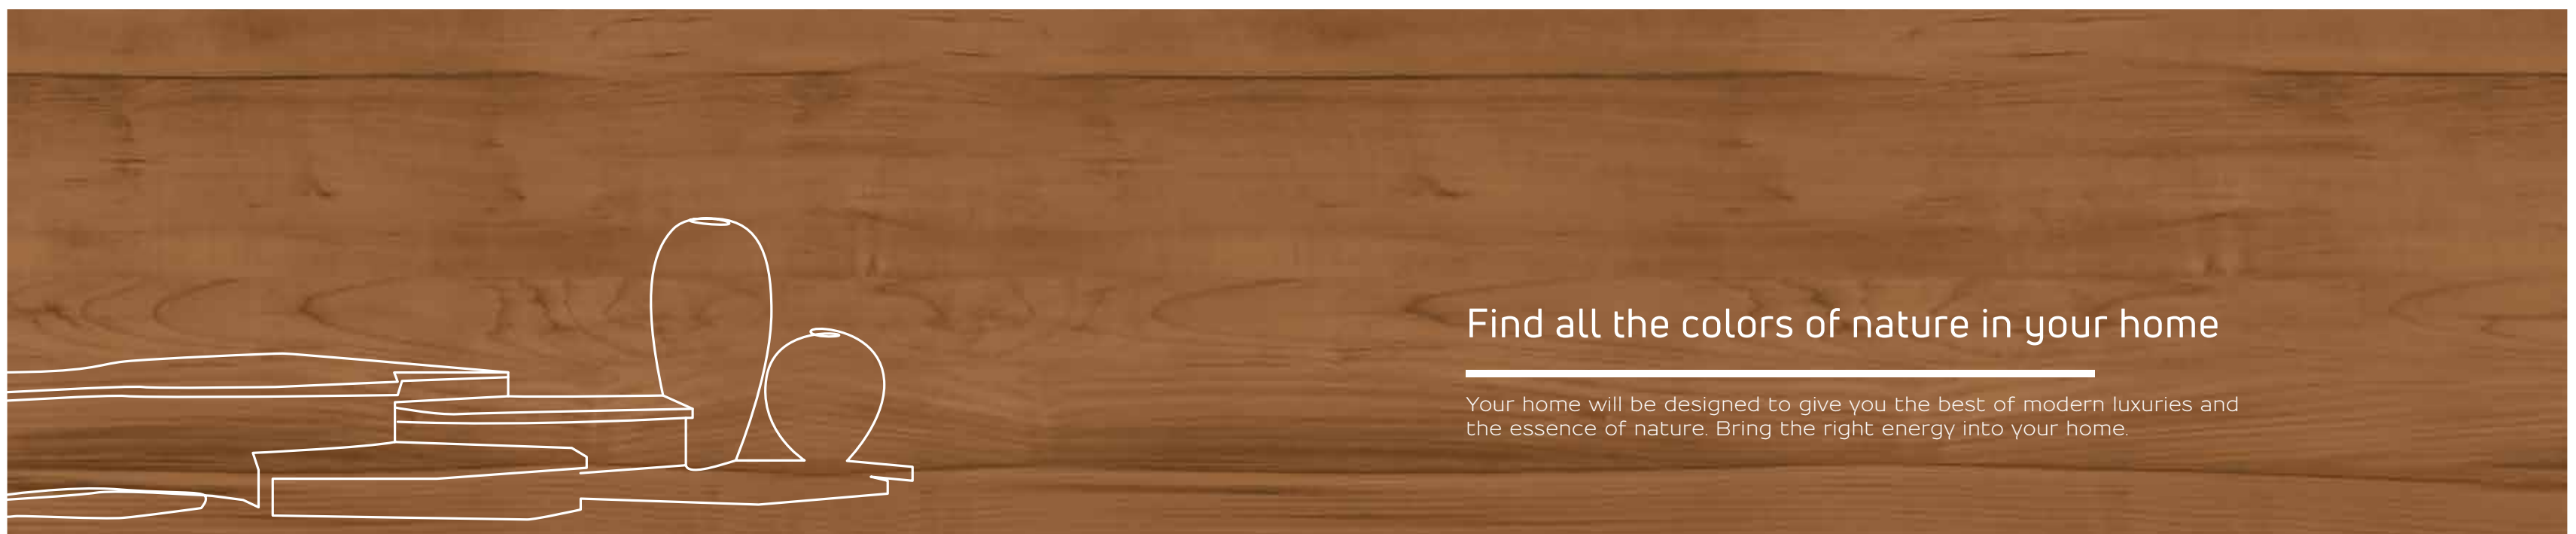 Find all the colors of nature in your home
Your home will be designed to give you the best of modern luxuries and
the essence of nature. Bring the right energy into your home.